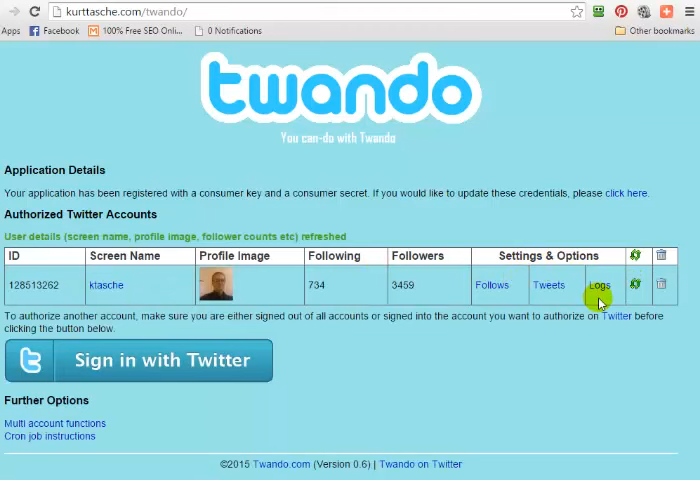 kurttasche.com/twando/
Apps Facebook 100% Free SEO Onli... 0 Notifications Other bookmarks
twando
You can-do with Twando
Application Details
Your application has been registered with a consumer key and a consumer secret. If you would like to update these credentials, please click here.
Authorized Twitter Accounts
User details (screen name, profile image, follower counts etc) refreshed
ID Screen Name Profile Image Following Followers Settings & Options
128513262 ktasche 734 3459 Follows Tweets Logs
To authorize another account, make sure you are either signed out of all accounts or signed into the account you want to authorize on Twitter before
clicking the button below.
Sign in with Twitter
Further Options
Multi account functions
Cron job instructions
©2015 Twando.com (Version 0.6) | Twando on Twitter